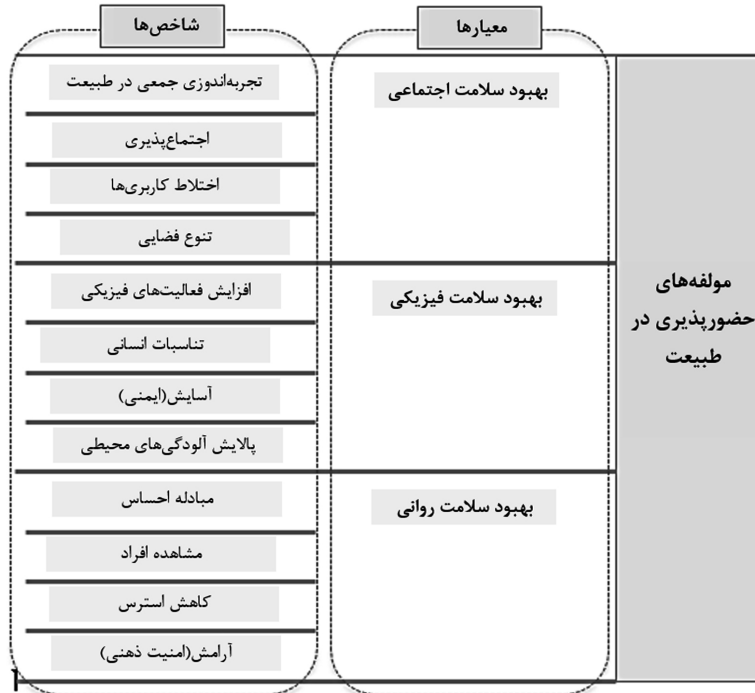 معیارها
شاخص‌ها
مولفه‌های
حضورپذیری در
طبیعت
بهبود سلامت اجتماعی
تجربه‌اندوزی جمعی در طبیعت
اجتماع‌پذیری
اختلاط کاربری‌ها
تنوع فضایی
بهبود سلامت فیزیکی
افزایش فعالیت‌های فیزیکی
تناسبات انسانی
آسایش(ایمنی)
پالایش آلودگی‌های محیطی
بهبود سلامت روانی
مبادله احساس
مشاهده افراد
کاهش استرس
آرامش(امنیت ذهنی)